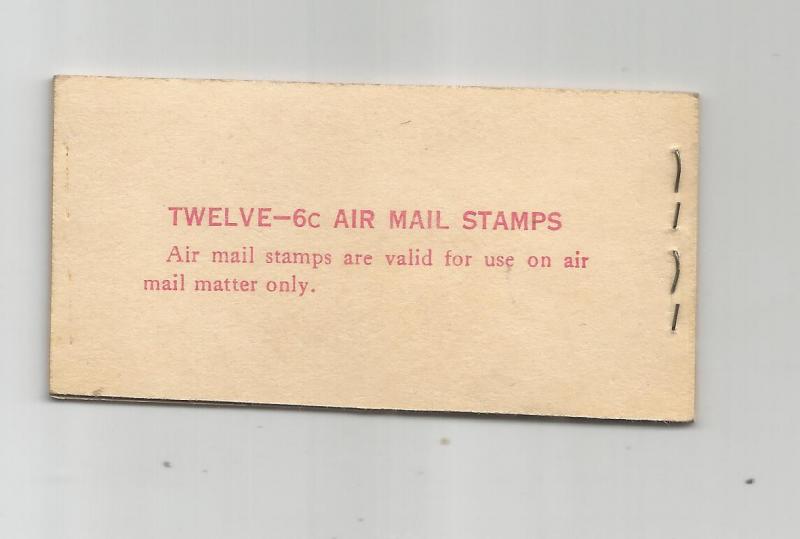 TWELVE—6c AIR MAIL STAMPS
Air mail stamps are valid for use on air
mail matter only.